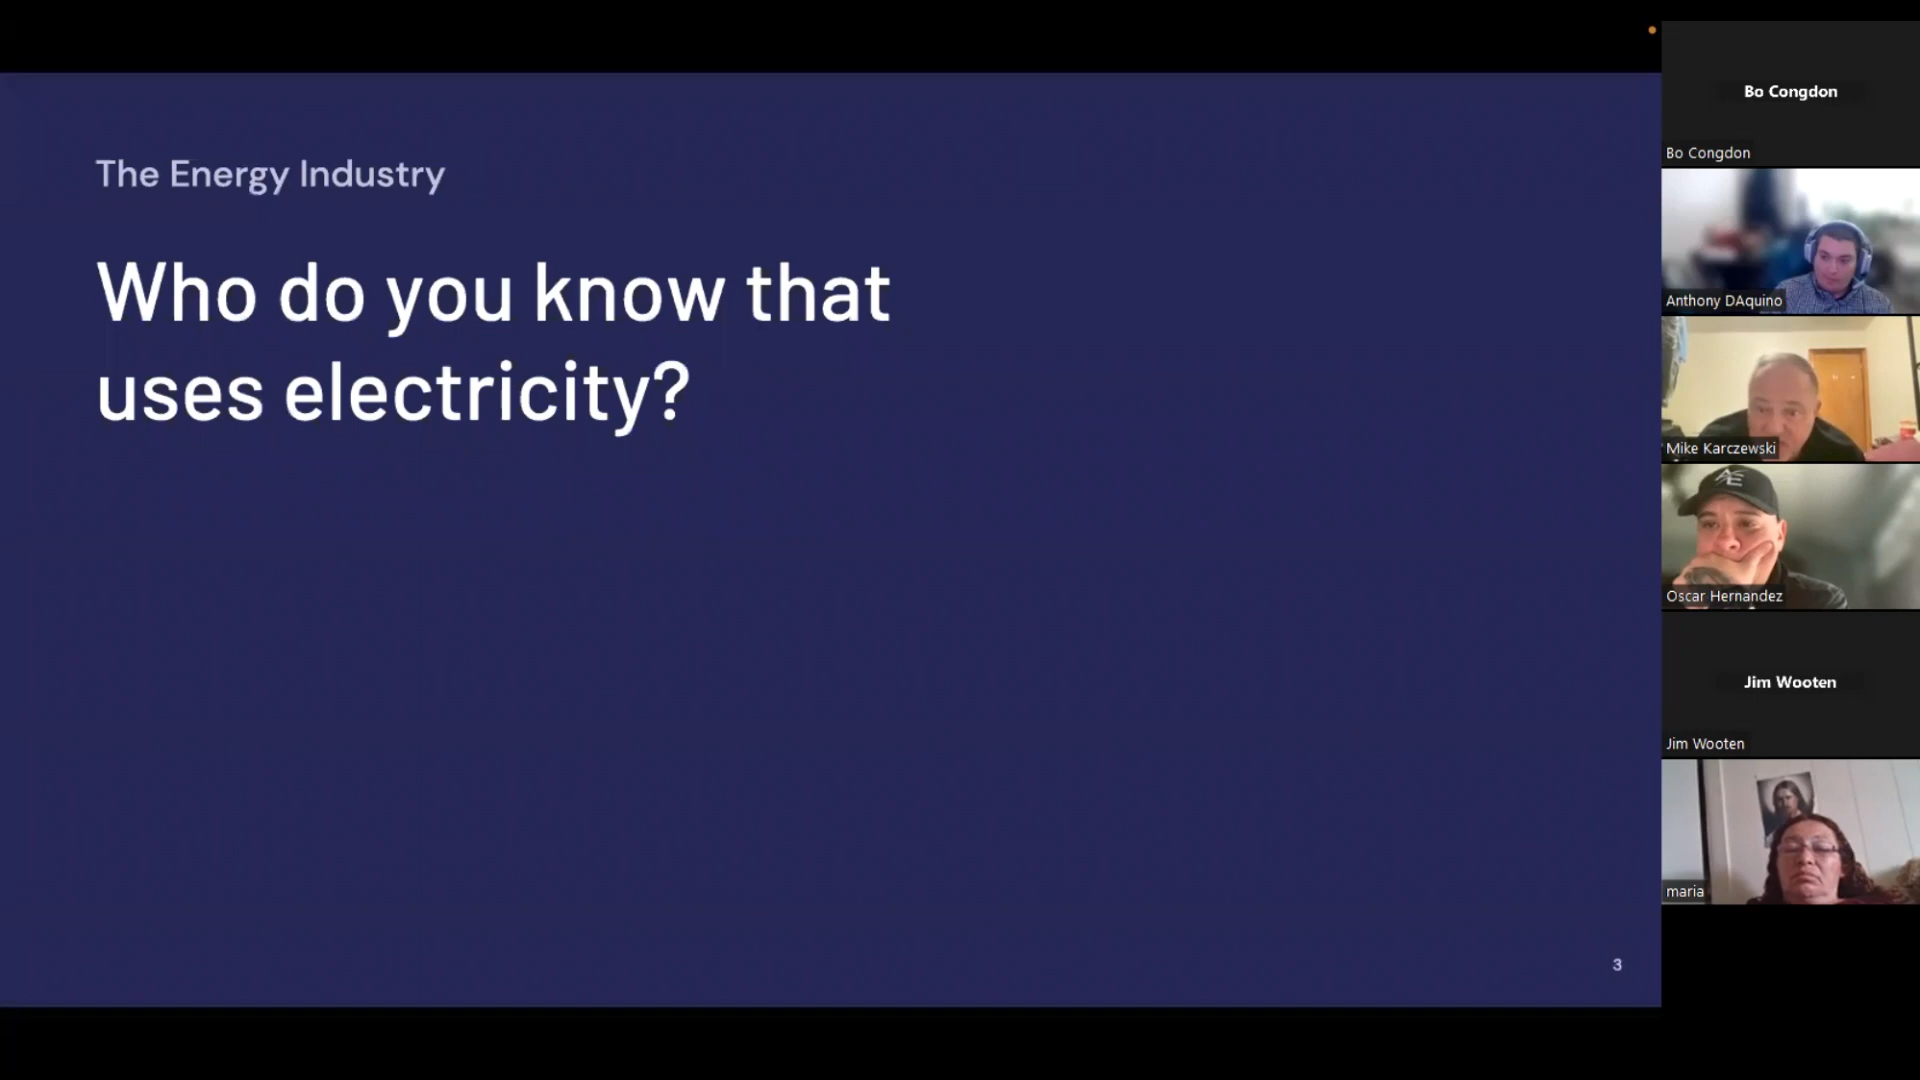 The Energy Industry
Who do you know that
uses electricity?
3
Bo Congdon
Bo Congdon
Anthony DAquino
Mike Karczewski
Oscar Hernandez
Jim Wooten
Jim Wooten
maria